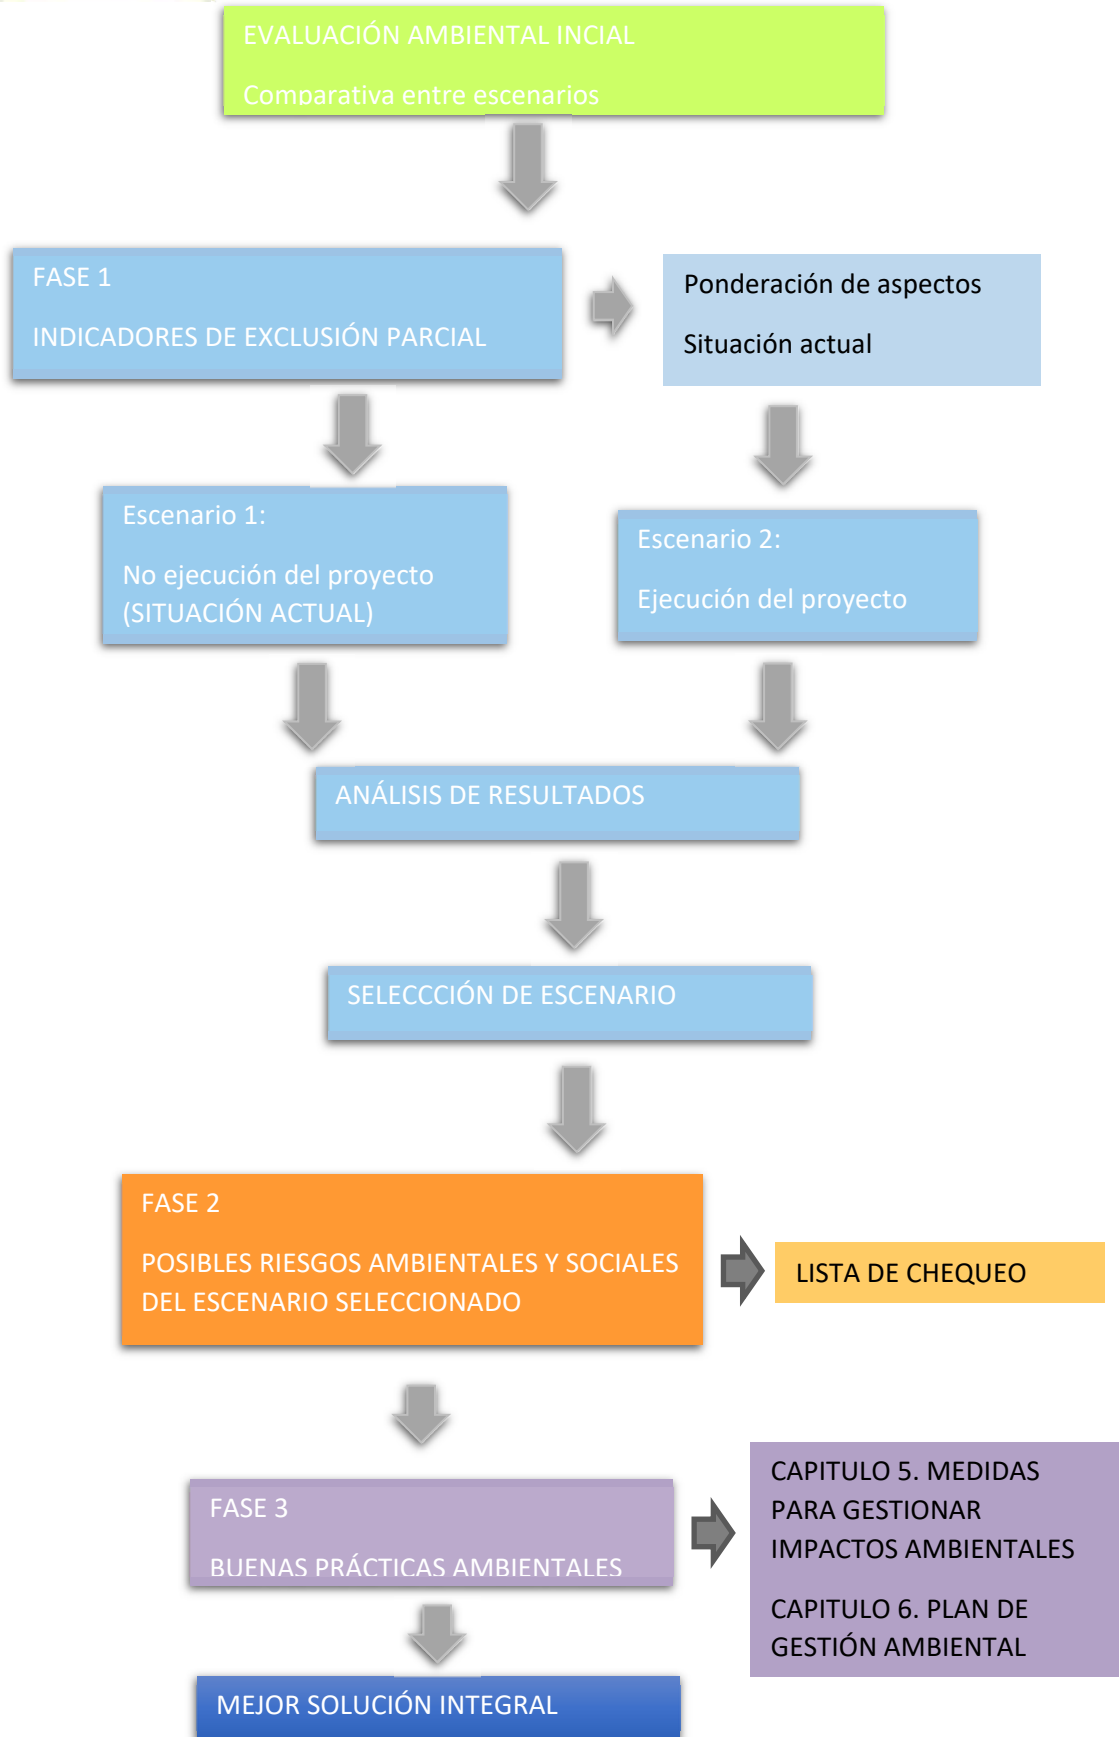 EVALUACIÓN AMBIENTAL INCIAL
Comparativa entre escenarios
FASE 1
INDICADORES DE EXCLUSIÓN PARCIAL
Ponderación de aspectos
Situación actual
Escenario 1:
No ejecución del proyecto
(SITUACIÓN ACTUAL)
Escenario 2:
Ejecución del proyecto
ANÁLISIS DE RESULTADOS
SELECCCIÓN DE ESCENARIO
FASE 2
POSIBLES RIESGOS AMBIENTALES Y SOCIALES
DEL ESCENARIO SELECCIONADO
LISTA DE CHEQUEO
FASE 3
BUENAS PRÁCTICAS AMBIENTALES
CAPITULO 5. MEDIDAS
PARA GESTIONAR
IMPACTOS AMBIENTALES
CAPITULO 6. PLAN DE
GESTIÓN AMBIENTAL
MEJOR SOLUCIÓN INTEGRAL